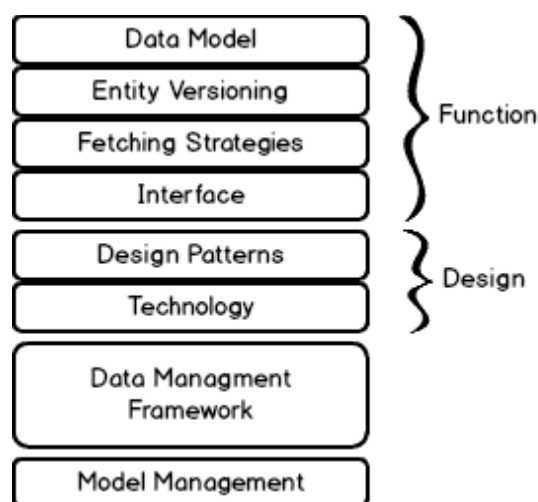 Data Model
Entity Versioning
Fetching Strategies
Interface
Function
Design Patterns
Technology
Design
Data Managment
Framework
Model Management